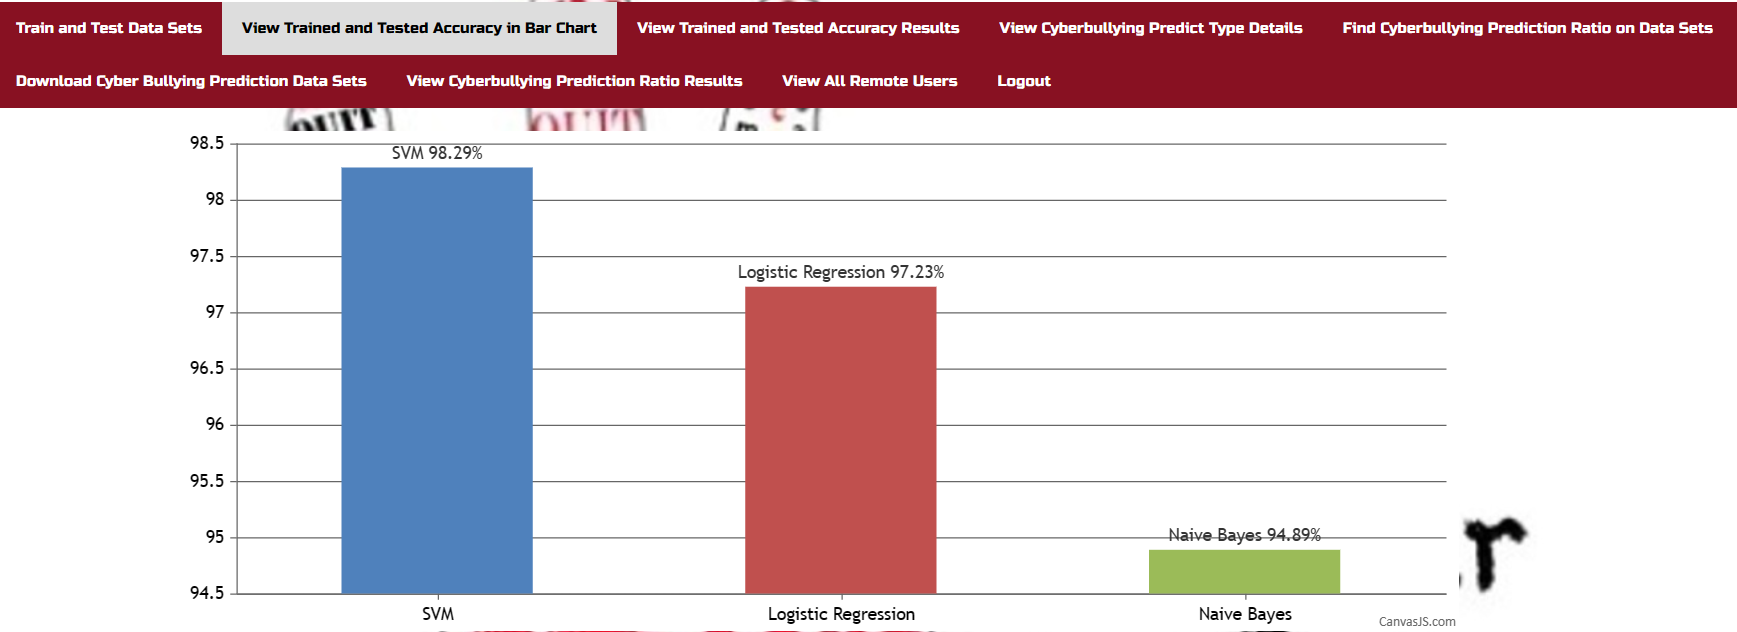 Train and Test Data Sets View Trained and Tested Accuracy in Bar Chart View Trained and Tested Accuracy Results View Cyberbullying Predict Type Details Find Cyberbullying Prediction Ratio on Data Sets
Download Cyber Bullying Prediction Data Sets View Cyberbullying Prediction Ratio Results View All Remote Users Logout
QUIT QUIT
98.5
SVM 98.29%
98
97.5
Logistic Regression 97.23%
97
96.5
96
95.5
95
Naive Bayes 94.89%
94.5
SVM Logistic Regression Naive Bayes
CanvasJS.com